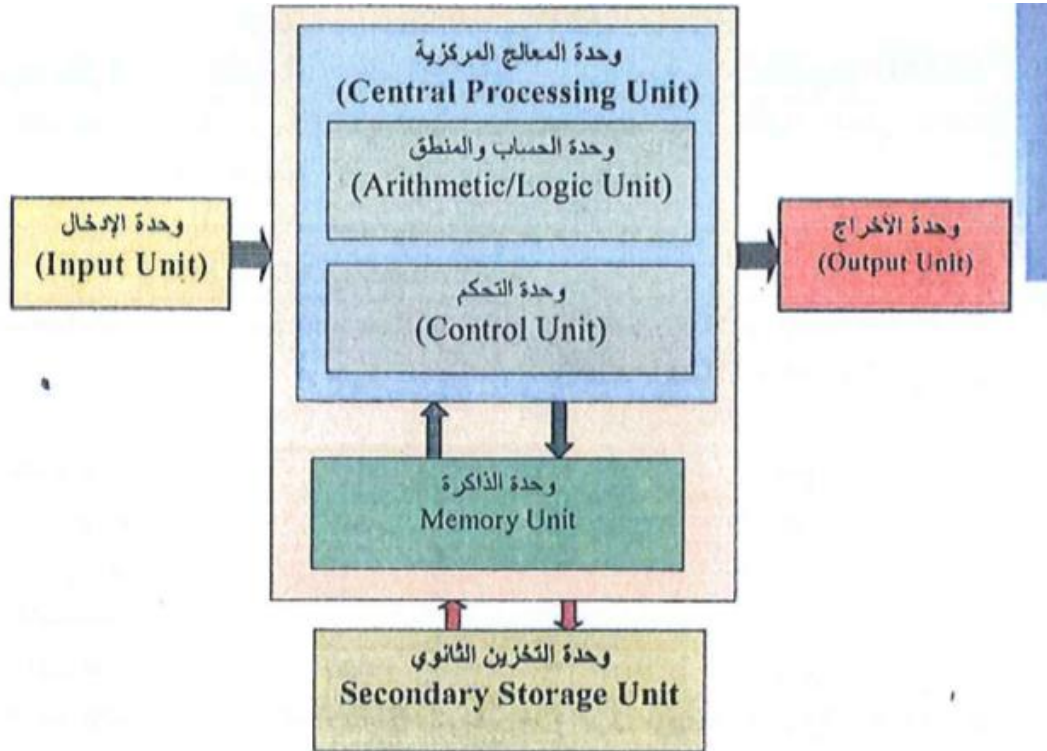 وحدة المعالج المركزية
(Central Processing Unit)
وحدة الحساب والمنطق
(Arithmetic/Logic Unit)
وحدة التحكم
(Control Unit)
وحدة الإدخال
(Input Unit)
وحدة الأخراج
(Output Unit)
وحدة الذاكرة
Memory Unit
وحدة التخزين الثانوي
Secondary Storage Unit